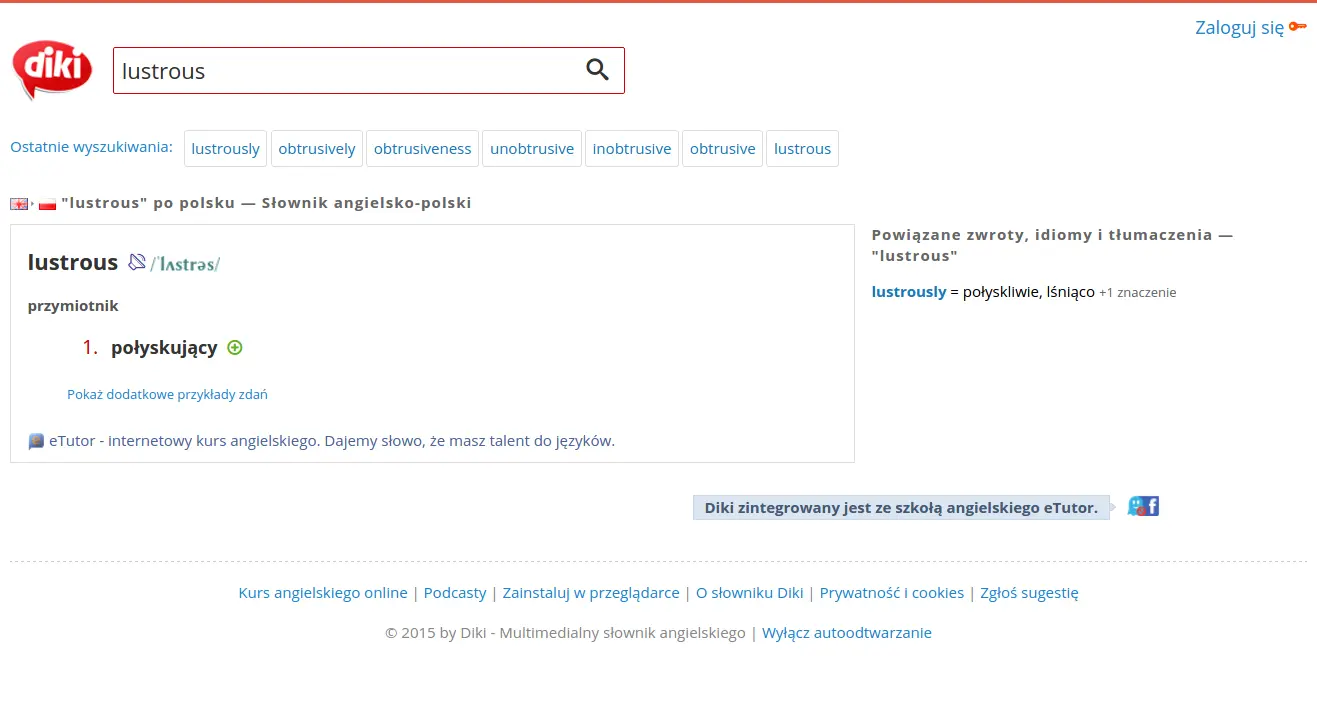 Zaloguj się
diki
lustrous
Ostatnie wyszukiwania: lustrously obtrusively obtrusiveness unobtrusive inobtrusive obtrusive lustrous
"lustrous" po polsku — Słownik angielsko-polski
lustrous /ˈlʌstrəs/
przymiotnik
1. połyskujący
Pokaż dodatkowe przykłady zdań
eTutor - internetowy kurs angielskiego. Dajemy słowo, że masz talent do języków.
Powiązane zwroty, idiomy i tłumaczenia —
"lustrous"
lustrously = połyskliwie, lśniąco +1 znaczenie
Diki zintegrowany jest ze szkołą angielskiego eTutor.
f
Kurs angielskiego online | Podcasty | Zainstaluj w przeglądarce | O słowniku Diki | Prywatność i cookies | Zgłoś sugestię
© 2015 by Diki - Multimedialny słownik angielskiego | Wyłącz autoodtwarzanie